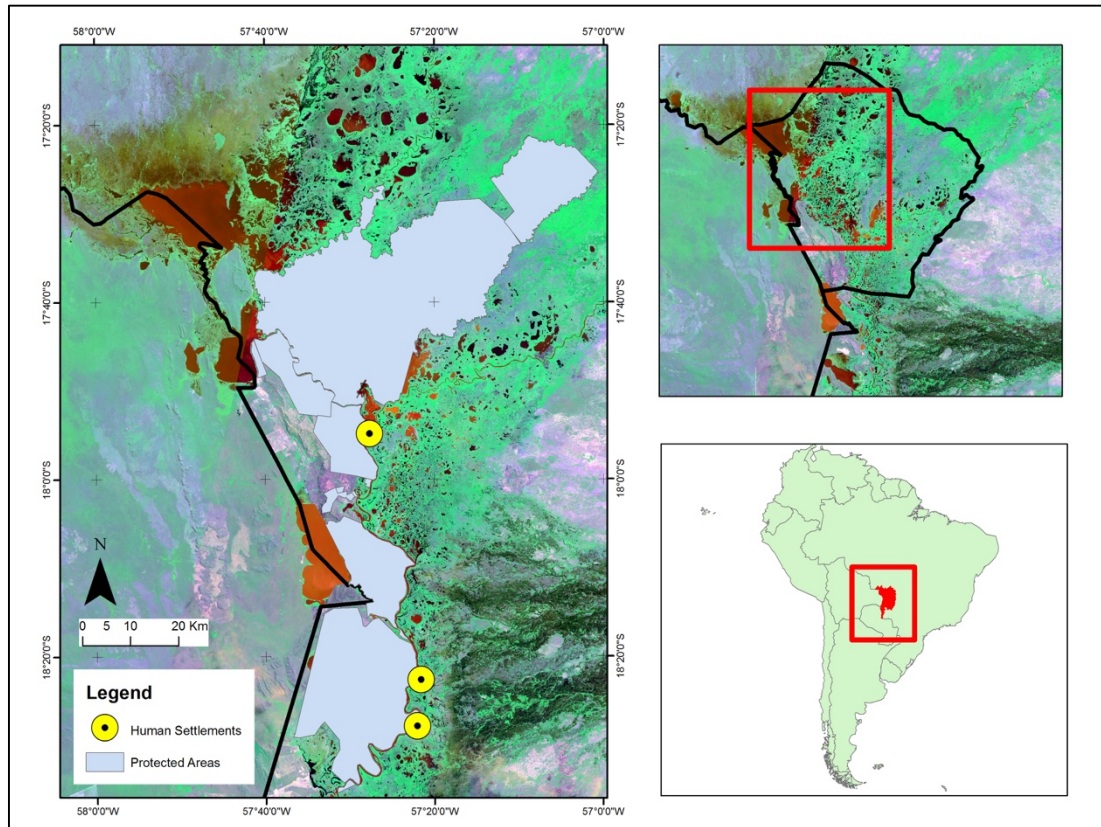 58°0'0"W
57°40'0"W
57°20'0"W
57°0'0"W
17°20'0"S
17°20'0"S
17°40'0"S
17°40'0"S
18°0'0"S
18°0'0"S
18°20'0"S
18°20'0"S
N
0 5 10 20 Km
Legend
Human Settlements
Protected Areas
58°0'0"W
57°40'0"W
57°20'0"W
57°0'0"W